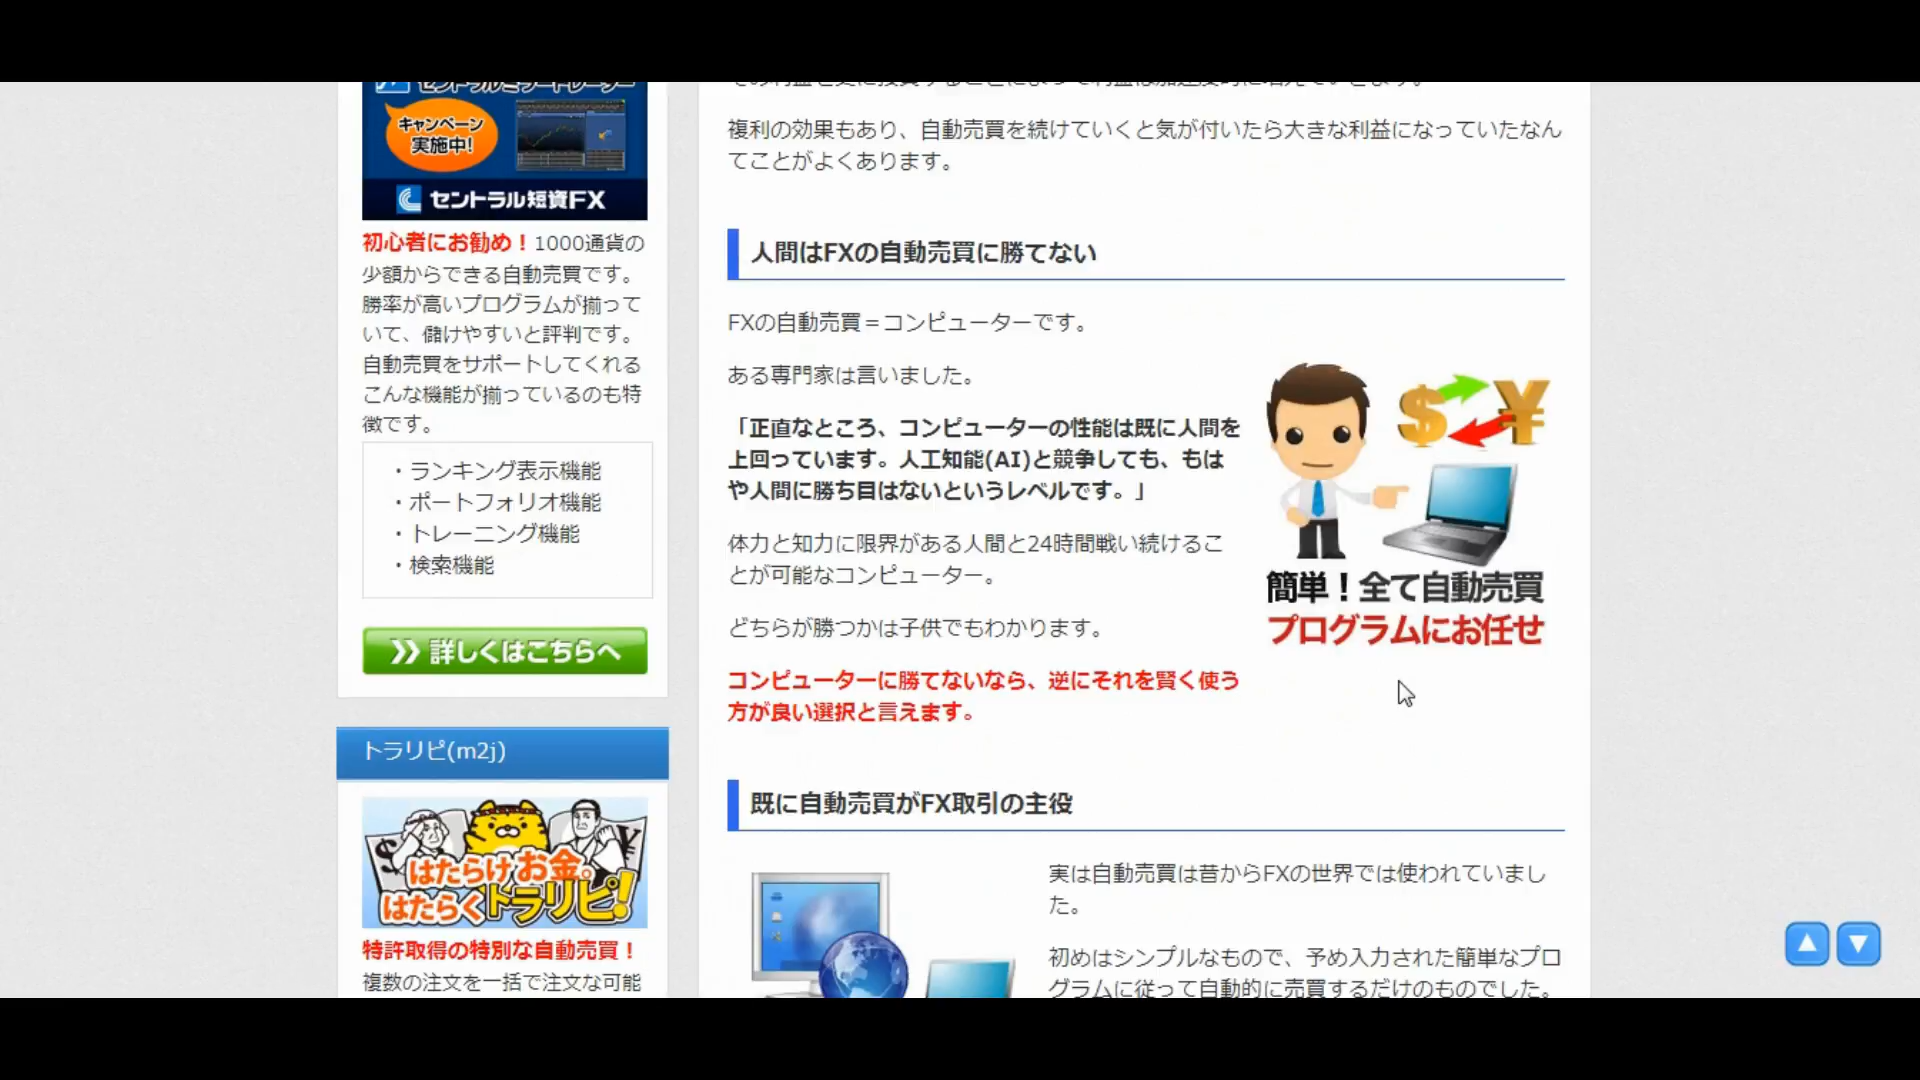 セントラルミラートレーダー
キャンペーン
実施中!
セントラル短資FX
初心者にお勧め！1000通貨の
少額からできる自動売買です。
勝率が高いプログラムが揃って
いて、儲けやすいと評判です。
自動売買をサポートしてくれる
こんな機能が揃っているのも特
徴です。
・ランキング表示機能
・ポートフォリオ機能
・トレーニング機能
・検索機能
詳しくはこちらへ
トラリピ(m2j)
はたらけお金。
はたらくトラリピ!
特許取得の特別な自動売買！
複数の注文を一括で注文な可能
複利の効果もあり、自動売買を続けていくと気が付いたら大きな利益になっていたなん
てことがよくあります。
人間はFXの自動売買に勝てない
FXの自動売買＝コンピューターです。
ある専門家は言いました。
「正直なところ、コンピューターの性能は既に人間を
上回っています。人工知能(AI)と競争しても、もは
や人間に勝ち目はないというレベルです。」
体力と知力に限界がある人間と24時間戦い続けるこ
とが可能なコンピューター。
どちらが勝つかは子供でもわかります。
コンピューターに勝てないなら、逆にそれを賢く使う
方が良い選択と言えます。
簡単！全て自動売買
プログラムにお任せ
既に自動売買がFX取引の主役
実は自動売買は昔からFXの世界では使われていまし
た。
初めはシンプルなもので、予め入力された簡単なプロ
グラムに従って自動的に売買するだけのものでした。